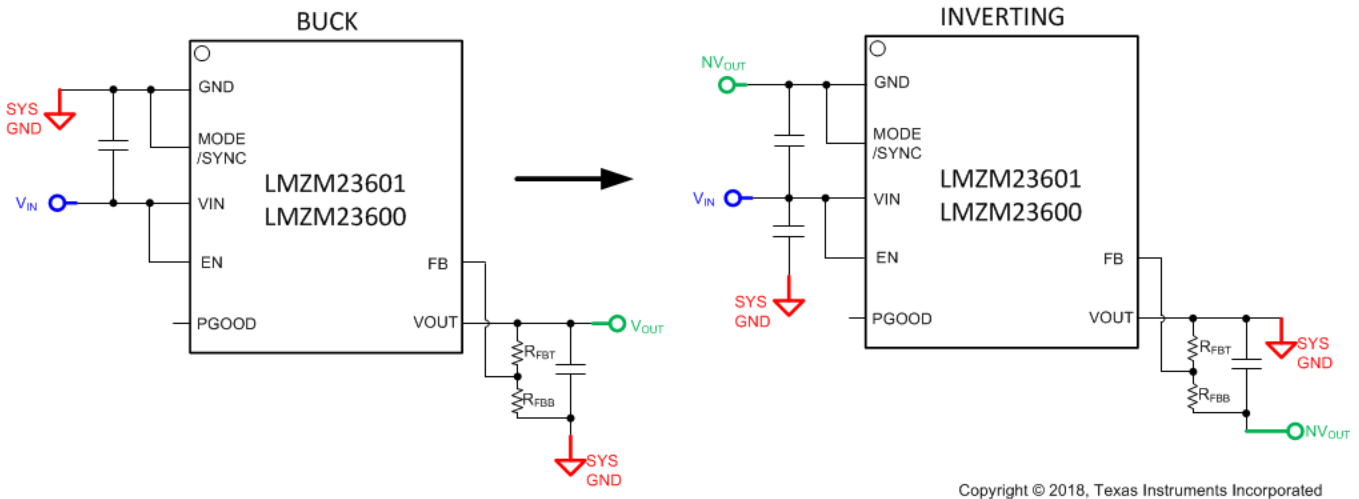 BUCK
GND
SYS
GND
MODE
/SYNC
LMZM23601
LMZM23600
VIN
VIN
EN
FB
PGOOD
VOUT
VOUT
RFBT
RFBB
SYS
GND
INVERTING
NVOUT
GND
MODE
/SYNC
LMZM23601
LMZM23600
VIN
VIN
EN
FB
SYS
GND
PGOOD
VOUT
RFBT
SYS
GND
RFBB
NVOUT
Copyright © 2018, Texas Instruments Incorporated